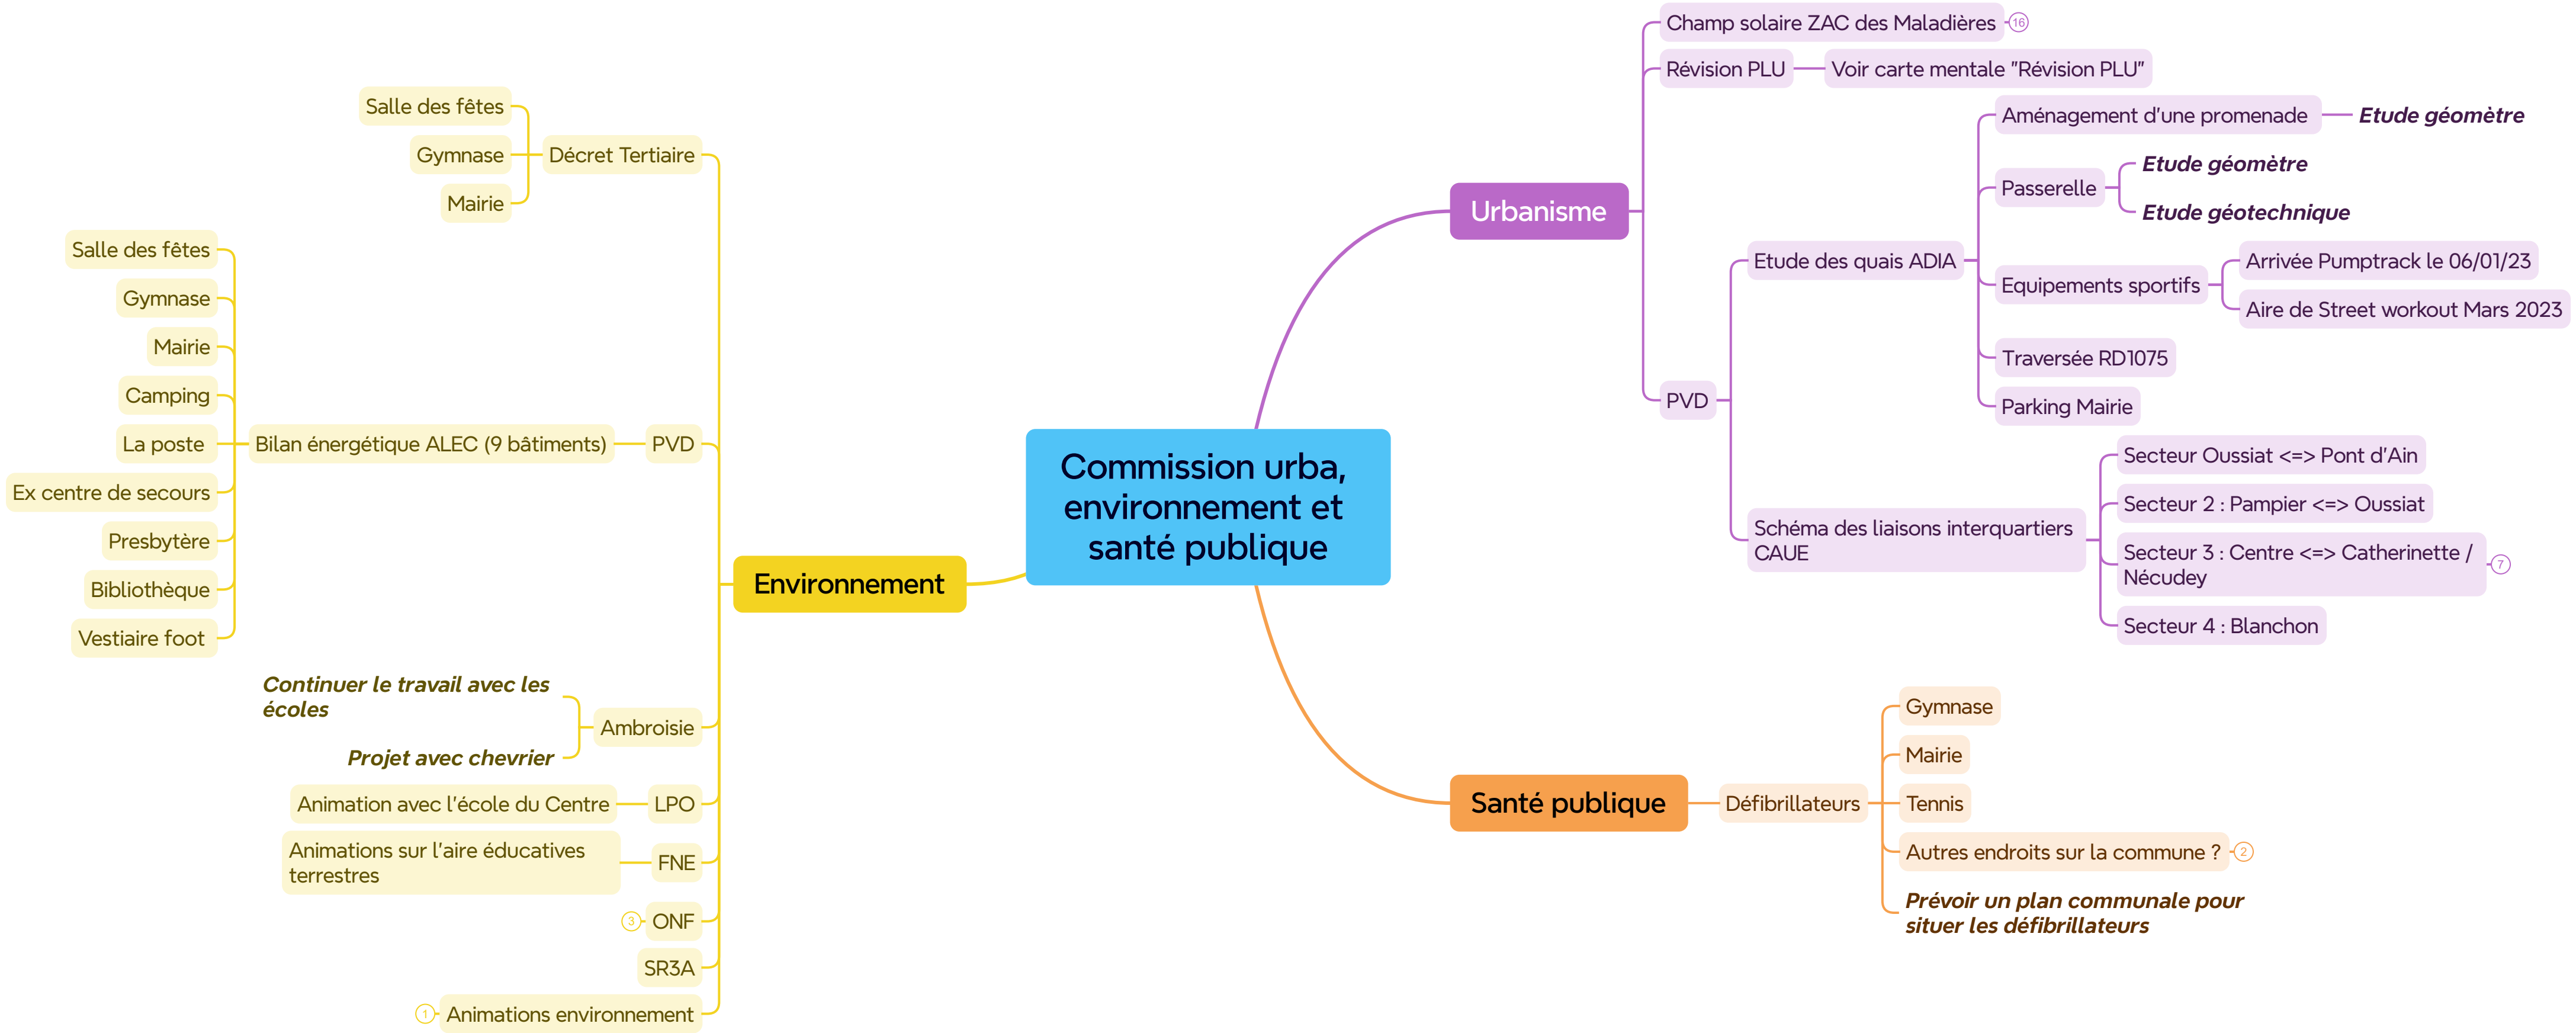 Commission urba,
environnement et
santé publique
Urbanisme
Champ solaire ZAC des Maladières
16
Révision PLU
Voir carte mentale "Révision PLU"
PVD
Etude des quais ADIA
Aménagement d'une promenade
Etude géomètre
Passerelle
Etude géomètre
Etude géotechnique
Equipements sportifs
Arrivée Pumptrack le 06/01/23
Aire de Street workout Mars 2023
Traversée RD1075
Parking Mairie
Schéma des liaisons interquartiers
CAUE
Secteur Oussiat <=> Pont d'Ain
Secteur 2 : Pampier <=> Oussiat
Secteur 3 : Centre <=> Catherinette /
Nécudey
7
Secteur 4 : Blanchon
Santé publique
Défibrillateurs
Gymnase
Mairie
Tennis
Autres endroits sur la commune ?
2
Prévoir un plan communale pour
situer les défibrillateurs
Environnement
Décret Tertiaire
Salle des fêtes
Gymnase
Mairie
PVD
Bilan énergétique ALEC (9 bâtiments)
Salle des fêtes
Gymnase
Mairie
Camping
La poste
Ex centre de secours
Presbytère
Bibliothèque
Vestiaire foot
Ambroisie
Continuer le travail avec les
écoles
Projet avec chevrier
LPO
Animation avec l'école du Centre
FNE
Animations sur l'aire éducatives
terrestres
ONF
3
SR3A
Animations environnement
1